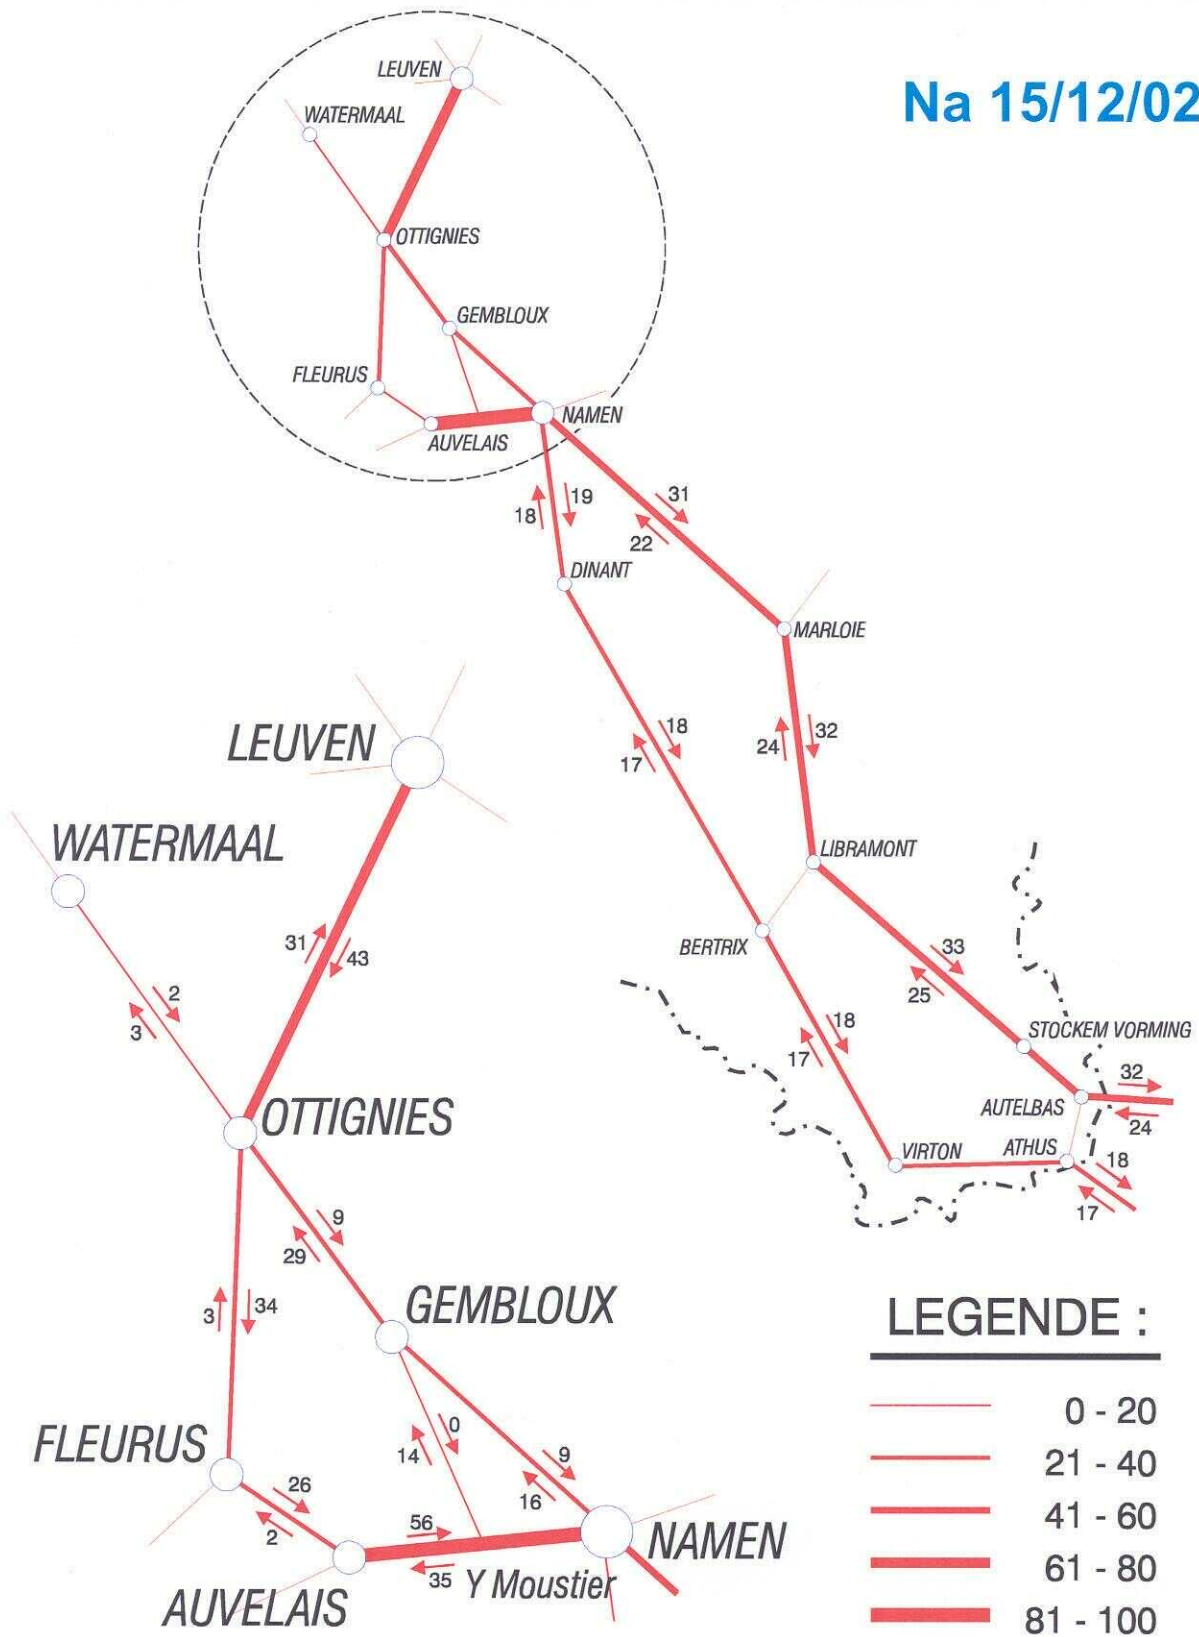 Na 15/12/02
LEUVEN
WATERMAAL
OTTIGNIES
GEMBLOUX
FLEURUS
NAMEN
AUVELAIS
31
19
18
22
DINANT
MARLOIE
18
32
24
17
LEUVEN
WATERMAAL
LIBRAMONT
BERTRIX
31
43
33
25
2
3
18
17
STOCKEM VORMING
32
AUTELBAS
24
OTTIGNIES
VIRTON
ATHUS
18
17
9
29
3
34
GEMBLOUX
LEGENDE :
0 - 20
21 - 40
41 - 60
61 - 80
81 - 100
FLEURUS
0
14
9
16
26
2
56
35
Y Moustier
NAMEN
AUVELAIS